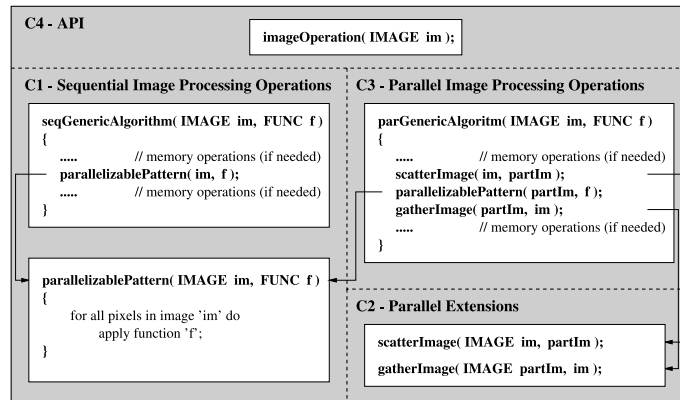 C4 - API
imageOperation( IMAGE im );
C1 - Sequential Image Processing Operations
seqGenericAlgorithm( IMAGE im, FUNC f )
{
..... // memory operations (if needed)
parallelizablePattern( im, f );
..... // memory operations (if needed)
}
parallelizablePattern( IMAGE im, FUNC f )
{
for all pixels in image 'im' do
apply function 'f';
}
C3 - Parallel Image Processing Operations
parGenericAlgoritm( IMAGE im, FUNC f )
{
..... // memory operations (if needed)
scatterImage( im, partIm );
parallelizablePattern( partIm, f );
gatherImage( partIm, im );
..... // memory operations (if needed)
}
C2 - Parallel Extensions
scatterImage( IMAGE im, partIm );
gatherImage( IMAGE partIm, im );